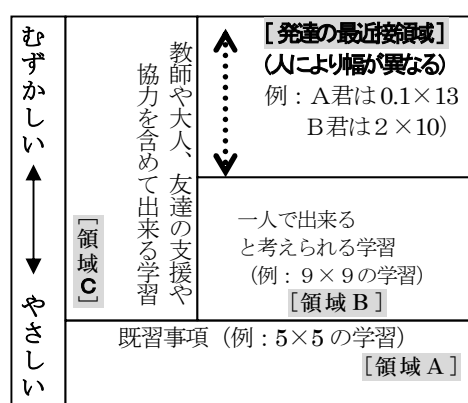 むずかしい
やさしい
教師や大人、友達の支援や
協力を含めて出来る学習
［領域C］
［発達の最近接領域］
(人により幅が異なる)
例：A君は0.1×13
B君は2×10)
一人で出来る
と考えられる学習
(例：9×9の学習)
［領域B］
既習事項（例：5×5の学習）
［領域A］